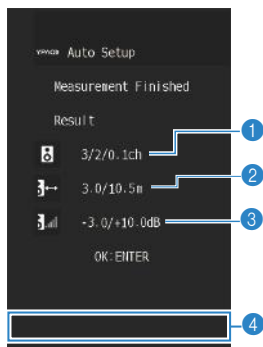 YPAO Auto Setup
Measurement Finished
Result
3/2/0.1ch
1
3.0/10.5m
2
-3.0/+10.0dB
3
OK:ENTER
4